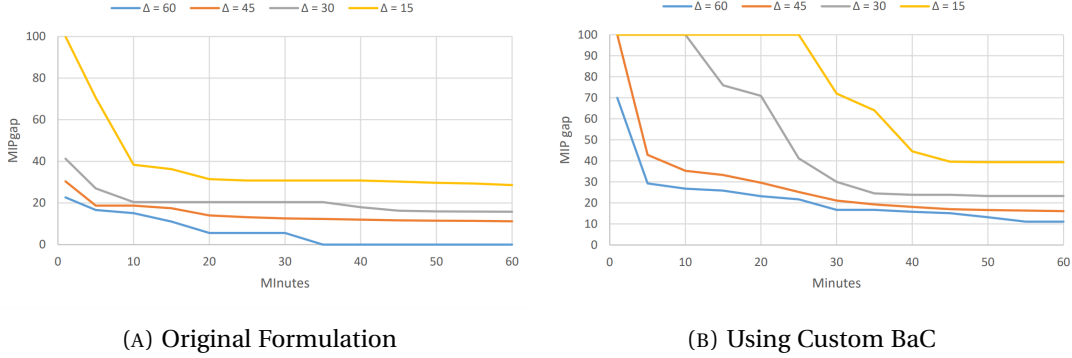 Δ = 60 Δ = 45 Δ = 30 Δ = 15
100
80
60
40
20
0
MIPgap
0 10 20 30 40 50 60
MInutes
(A) Original Formulation
Δ = 60 Δ = 45 Δ = 30 Δ = 15
100
90
80
70
60
50
40
30
20
10
0
MIP gap
0 10 20 30 40 50 60
Minutes
(B) Using Custom BaC